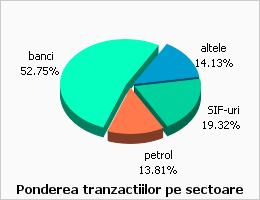 altele
14.13%
banci
52.75%
SIF-uri
19.32%
petrol
13.81%
Ponderea tranzactiilor pe sectoare